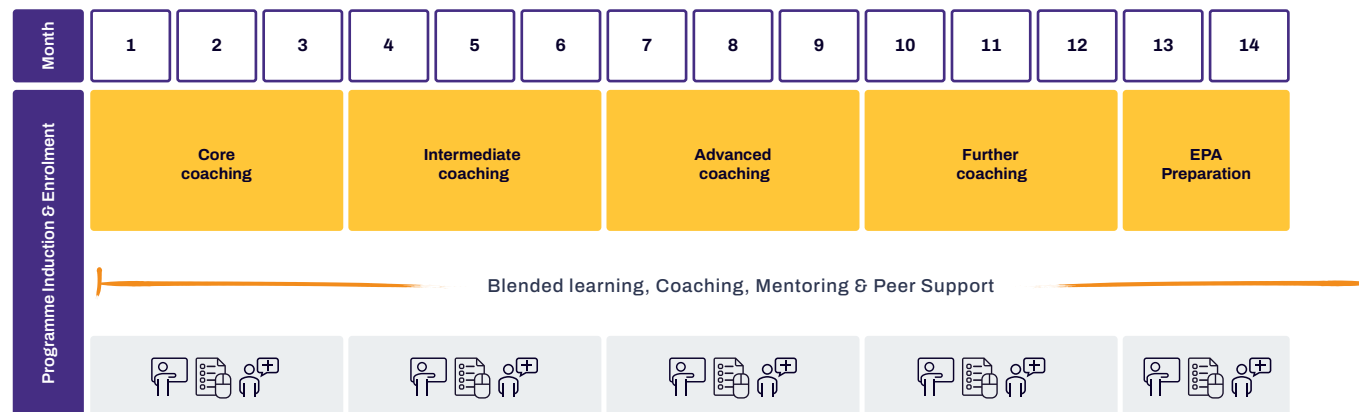 Month
1
2
3
4
5
6
7
8
9
10
11
12
13
14
Programme Induction & Enrolment
Core
coaching
Intermediate
coaching
Advanced
coaching
Further
coaching
EPA
Preparation
Blended learning, Coaching, Mentoring & Peer Support